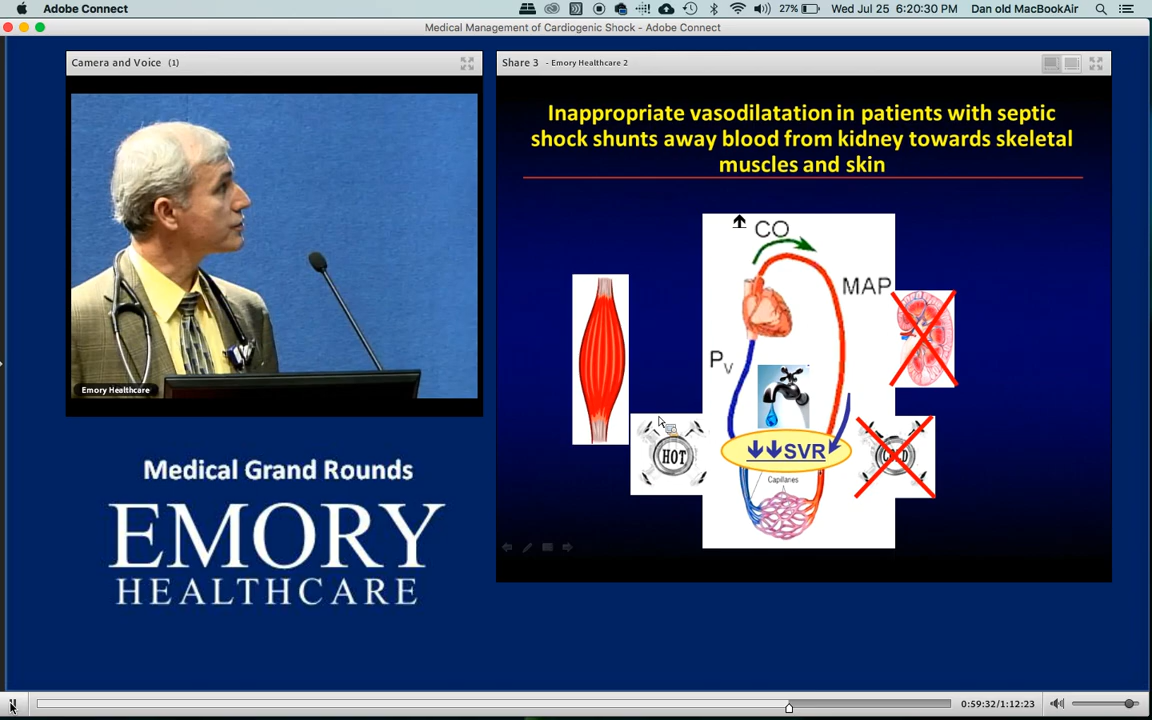 Adobe Connect
27%
Wed Jul 25 6:20:30 PM
Dan old MacBookAir
Medical Management of Cardiogenic Shock - Adobe Connect
Camera and Voice (1)
Share 3 - Emory Healthcare 2
Inappropriate vasodilatation in patients with septic
shock shunts away blood from kidney towards skeletal
muscles and skin
CO
MAP
PV
HOT
↓↓SVR
COLD
Capilaries
Emory Healthcare
Medical Grand Rounds
EMORY
HEALTHCARE
0:59:32/1:12:23